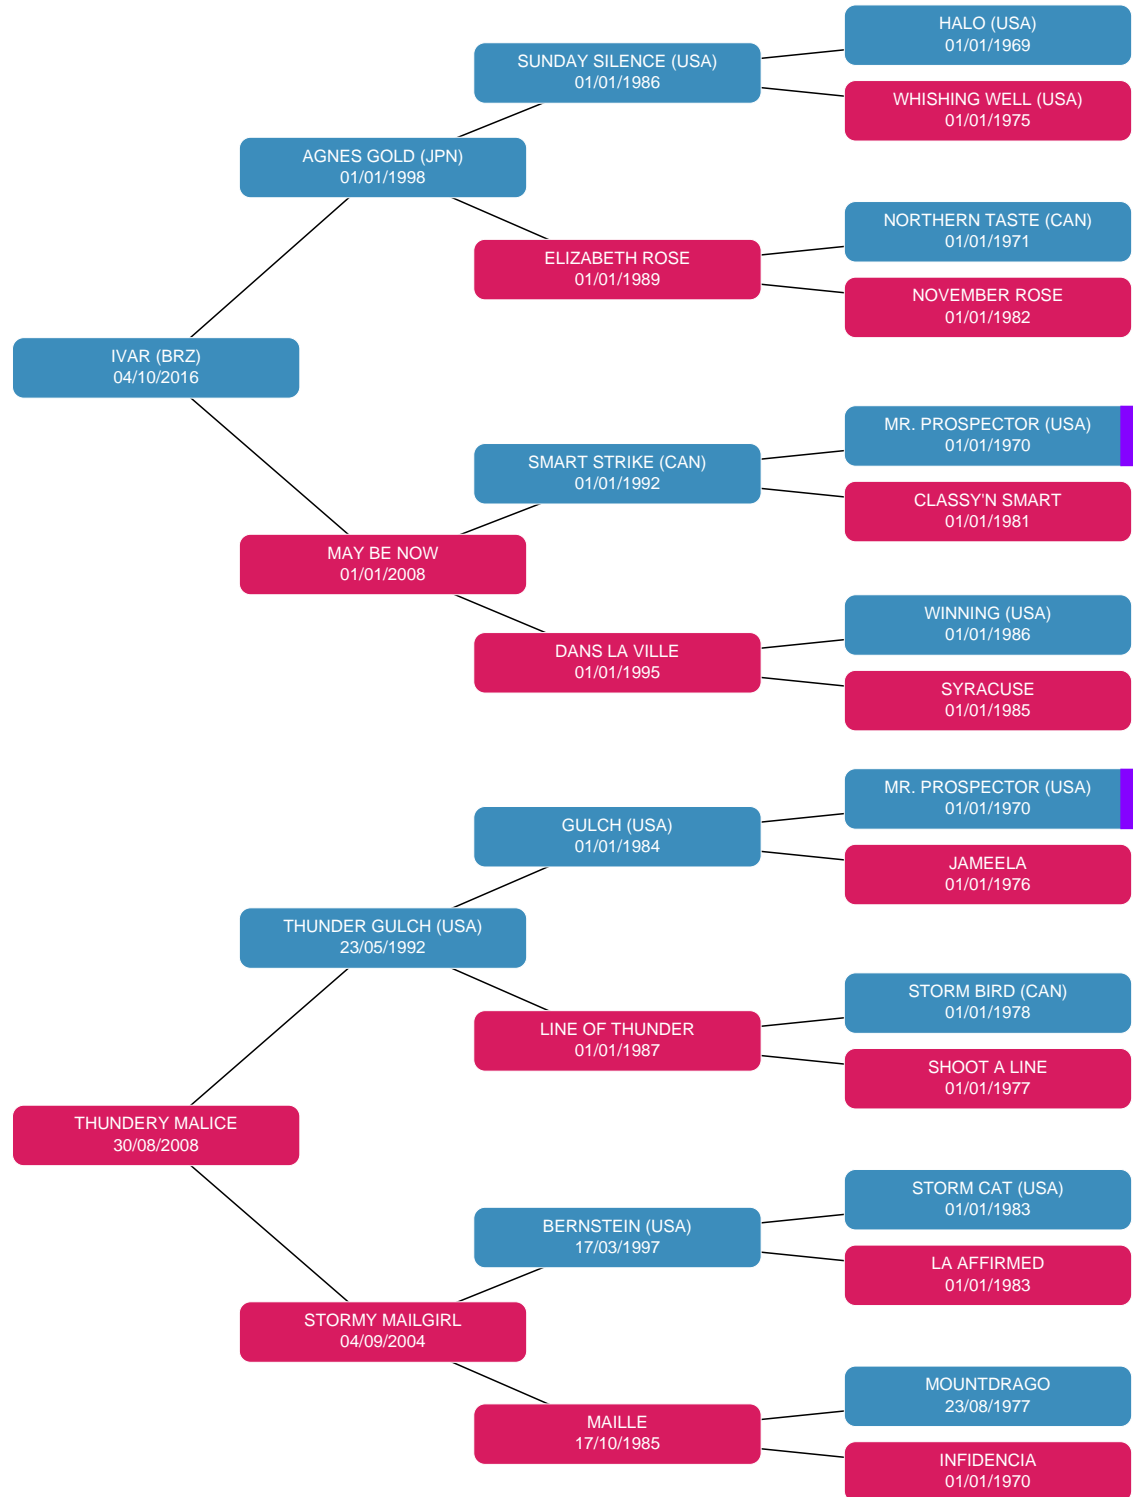 HALO (USA)
01/01/1969
SUNDAY SILENCE (USA)
01/01/1986
WHISHING WELL (USA)
01/01/1975
AGNES GOLD (JPN)
01/01/1998
NORTHERN TASTE (CAN)
01/01/1971
ELIZABETH ROSE
01/01/1989
NOVEMBER ROSE
01/01/1982
IVAR (BRZ)
04/10/2016
MR. PROSPECTOR (USA)
01/01/1970
SMART STRIKE (CAN)
01/01/1992
CLASSY'N SMART
01/01/1981
MAY BE NOW
01/01/2008
WINNING (USA)
01/01/1986
DANS LA VILLE
01/01/1995
SYRACUSE
01/01/1985
MR. PROSPECTOR (USA)
01/01/1970
GULCH (USA)
01/01/1984
JAMEELA
01/01/1976
THUNDER GULCH (USA)
23/05/1992
STORM BIRD (CAN)
01/01/1978
LINE OF THUNDER
01/01/1987
SHOOT A LINE
01/01/1977
THUNDERY MALICE
30/08/2008
STORM CAT (USA)
01/01/1983
BERNSTEIN (USA)
17/03/1997
LA AFFIRMED
01/01/1983
STORMY MAILGIRL
04/09/2004
MOUNTDRAGO
23/08/1977
MAILLE
17/10/1985
INFIDENCIA
01/01/1970